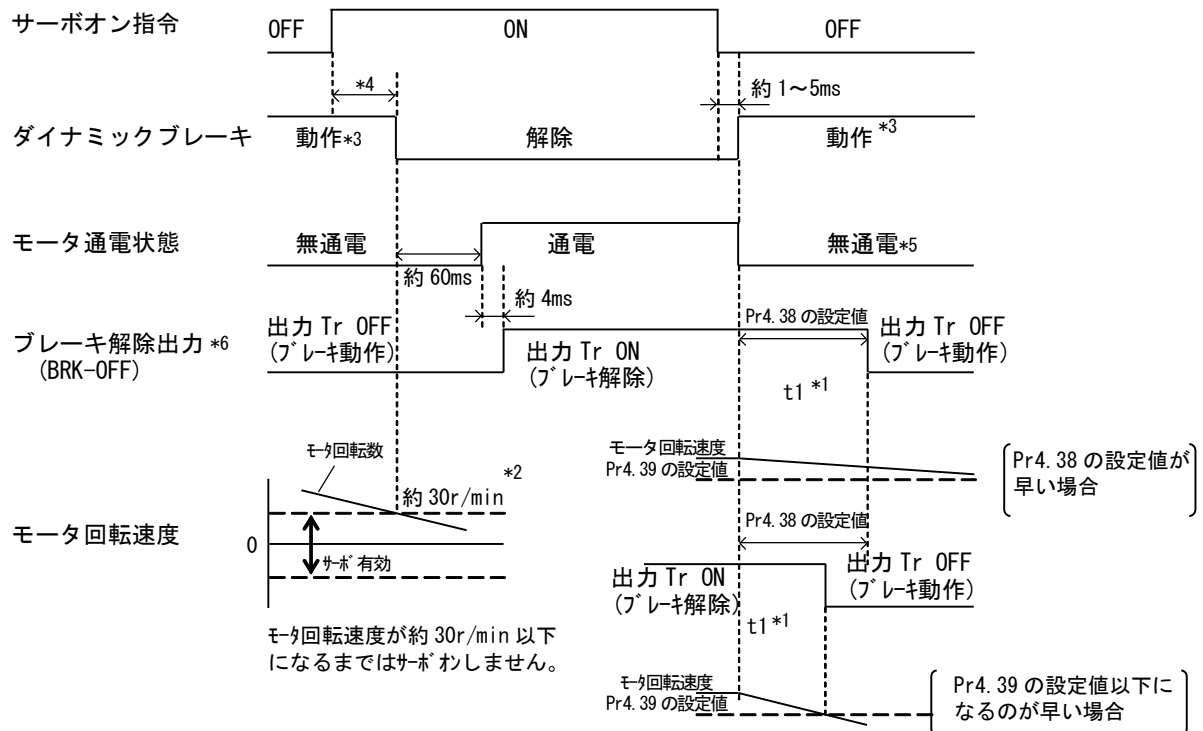 サーボオン指令
OFF
ON
OFF
*4
約 1～5ms
ダイナミックブレーキ
動作*3
解除
動作*3
モータ通電状態
無通電
通電
無通電*5
約 60ms
約 4ms
ブレーキ解除出力 *6
(BRK-OFF)
出力 Tr OFF
(ブレーキ動作)
出力 Tr ON
(ブレーキ解除)
Pr4.38 の設定値
t1 *1
出力 Tr OFF
(ブレーキ動作)
モータ回転速度
Pr4.39 の設定値
Pr4.38 の設定値が
早い場合
モータ回転速度
モータ回転数
*2
約 30r/min
0
サーボ有効
モータ回転速度が約 30r/min 以下
になるまではサーボオンしません。
Pr4.38 の設定値
出力 Tr ON
(ブレーキ解除)
t1 *1
出力 Tr OFF
(ブレーキ動作)
モータ回転速度
Pr4.39 の設定値
Pr4.39 の設定値以下に
なるのが早い場合